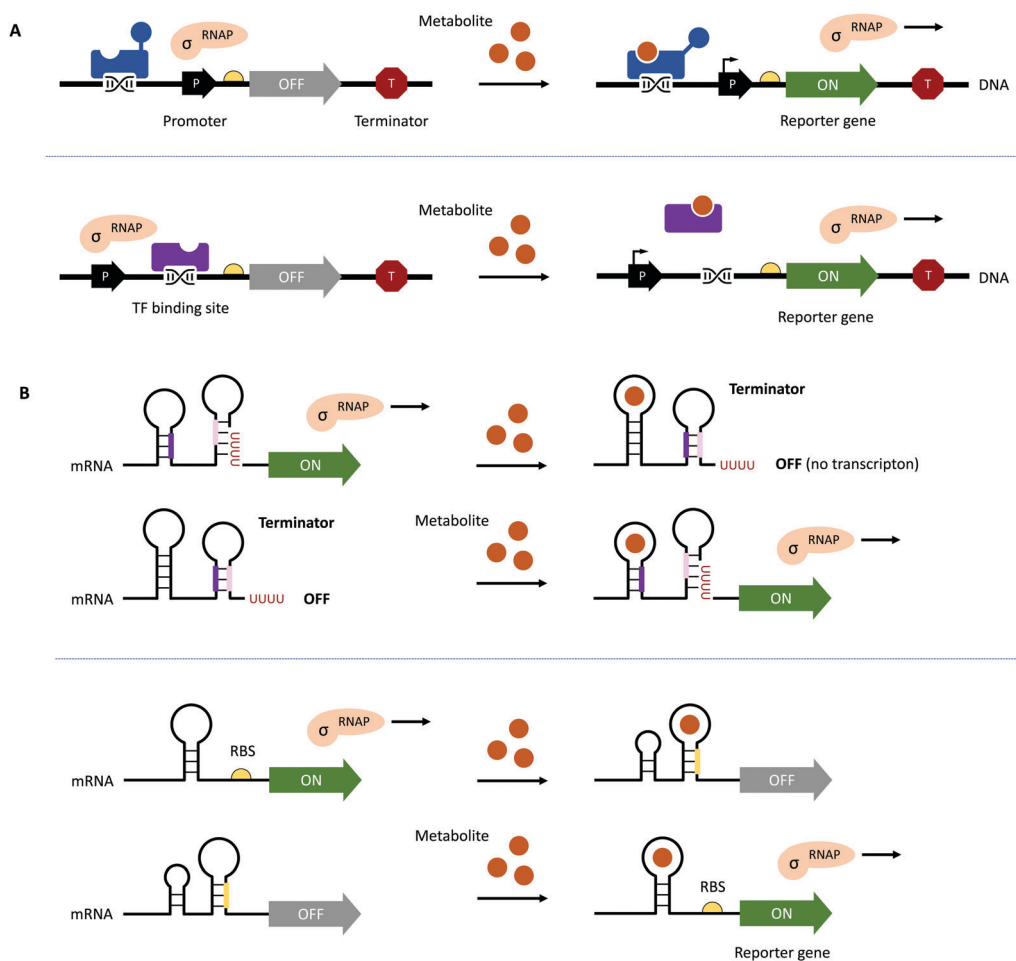 A
σ RNAP
Metabolite
σ RNAP
P OFF T
P ON T DNA
Promoter Terminator
Reporter gene
Metabolite
σ RNAP
σ RNAP
P OFF T
P ON T DNA
TF binding site
Reporter gene
B
σ RNAP
Terminator
UUUU
mRNA ON
UUUU OFF (no transcripton)
Terminator
Metabolite
σ RNAP
UUUU
mRNA UUUU OFF
ON
σ RNAP
RBS
mRNA ON
OFF
Metabolite
σ RNAP
RBS
mRNA OFF
ON
Reporter gene